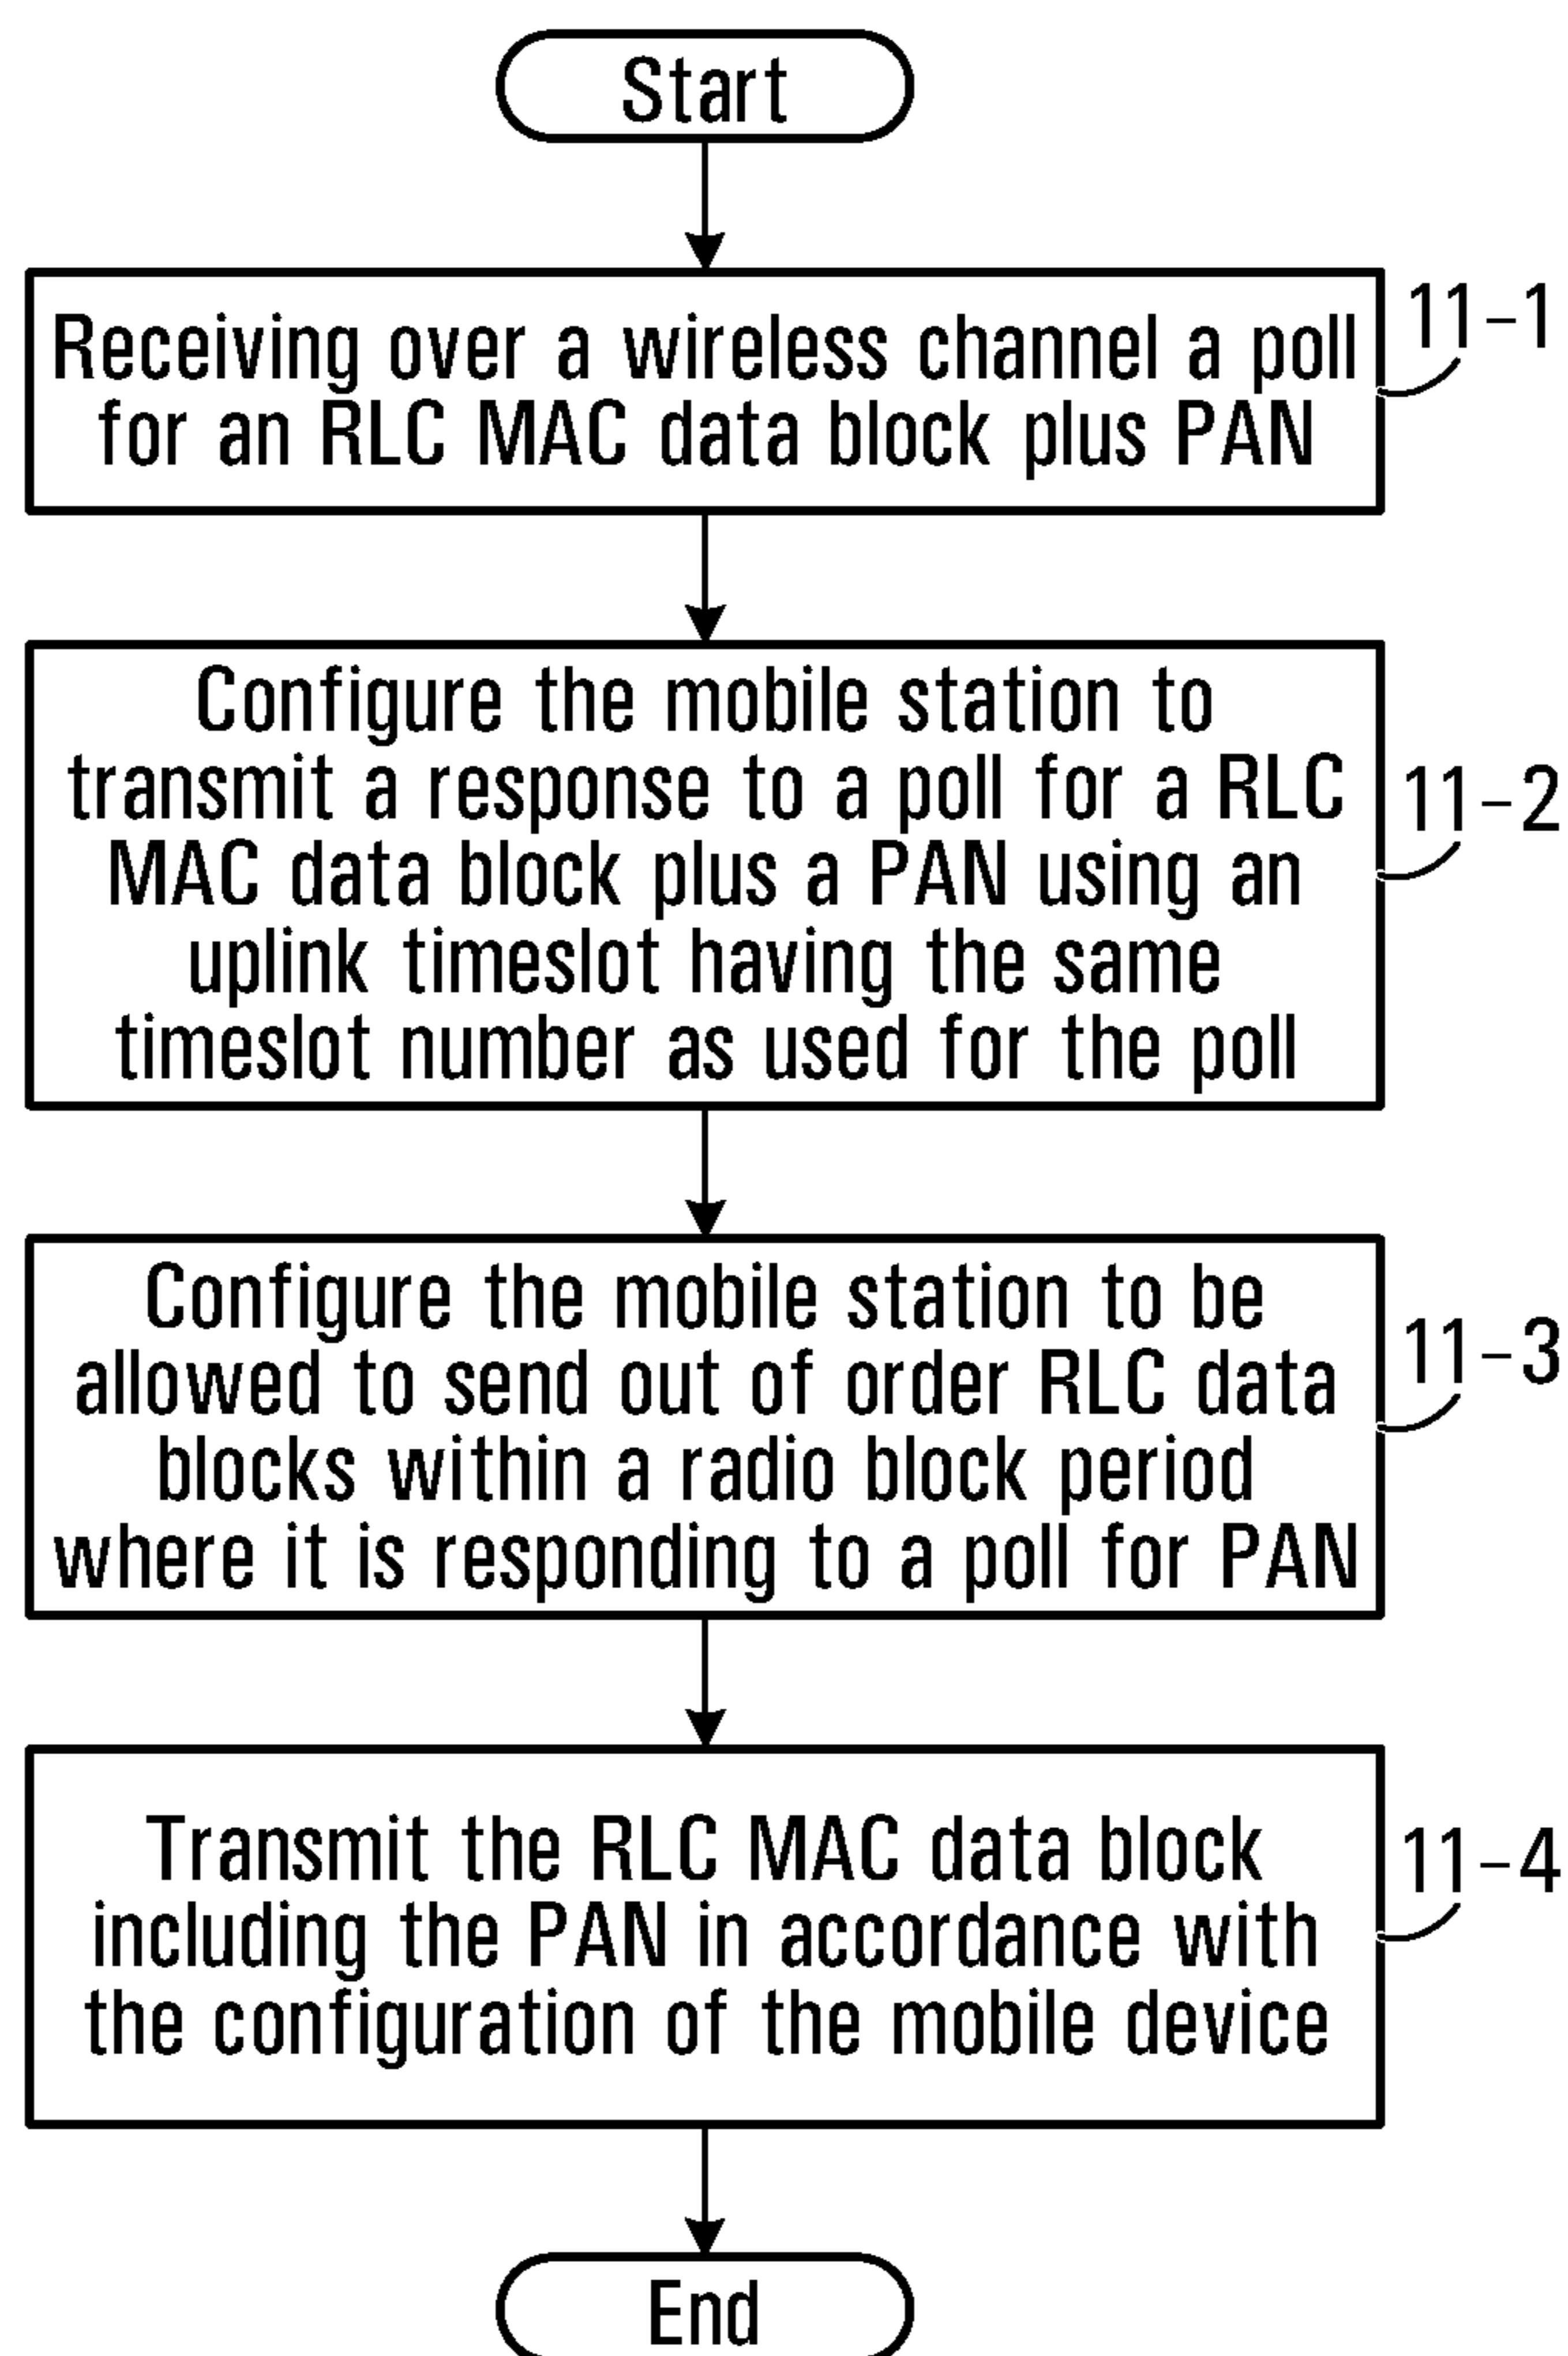 Start
Receiving over a wireless channel a poll
for an RLC MAC data block plus PAN
11-1
Configure the mobile station to
transmit a response to a poll for a RLC
MAC data block plus a PAN using an
uplink timeslot having the same
timeslot number as used for the poll
11-2
Configure the mobile station to be
allowed to send out of order RLC data
blocks within a radio block period
where it is responding to a poll for PAN
11-3
Transmit the RLC MAC data block
including the PAN in accordance with
the configuration of the mobile device
11-4
End